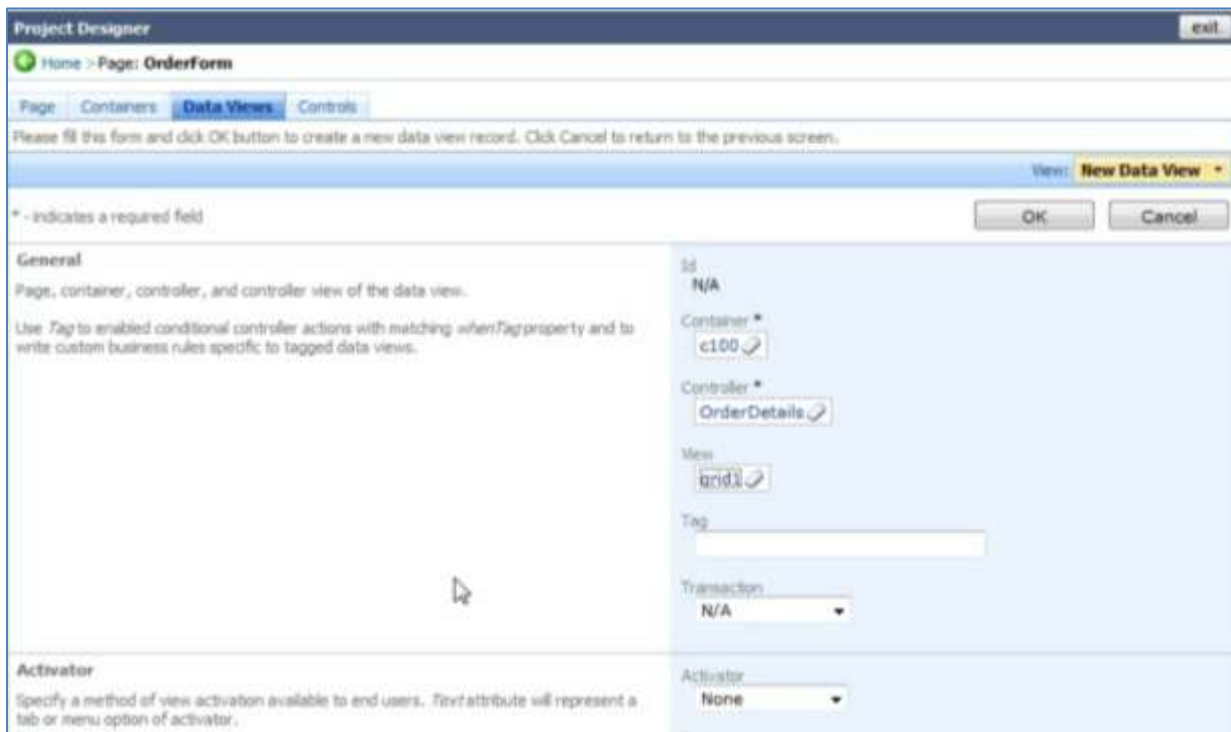 Project Designer
exit
Home > Page: OrderForm
Page Containers Data Views Controls
Please fill this form and click OK button to create a new data view record. Click Cancel to return to the previous screen.
View: New Data View
* - indicates a required field
OK Cancel
General
Page, container, controller, and controller view of the data view.
Use Tag to enabled conditional controller actions with matching whenTag property and to
write custom business rules specific to tagged data views.
Id
N/A
Container *
c100
Controller *
OrderDetails
View
grid1
Tag
Transaction
N/A
Activator
Specify a method of view activation available to end users. Text attribute will represent a
tab or menu option of activator.
Activator
None